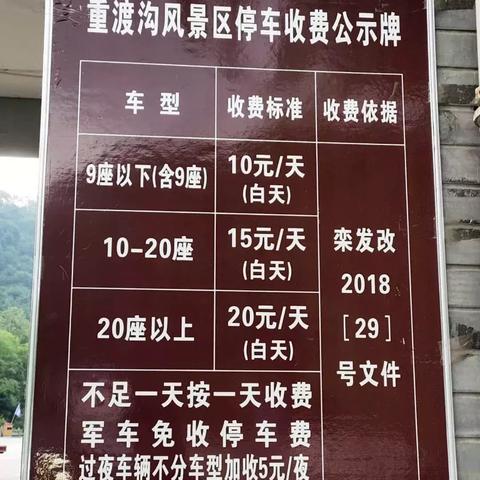 重渡沟风景区停车收费公示牌
车型 收费标准 收费依据
9座以下(含9座) 10元/天
(白天)
10-20座 15元/天
(白天)
20座以上 20元/天
(白天)
栾发改
2018
[29]
号文件
不足一天按一天收费
军车免收停车费
过夜车辆不分车型加收5元/夜